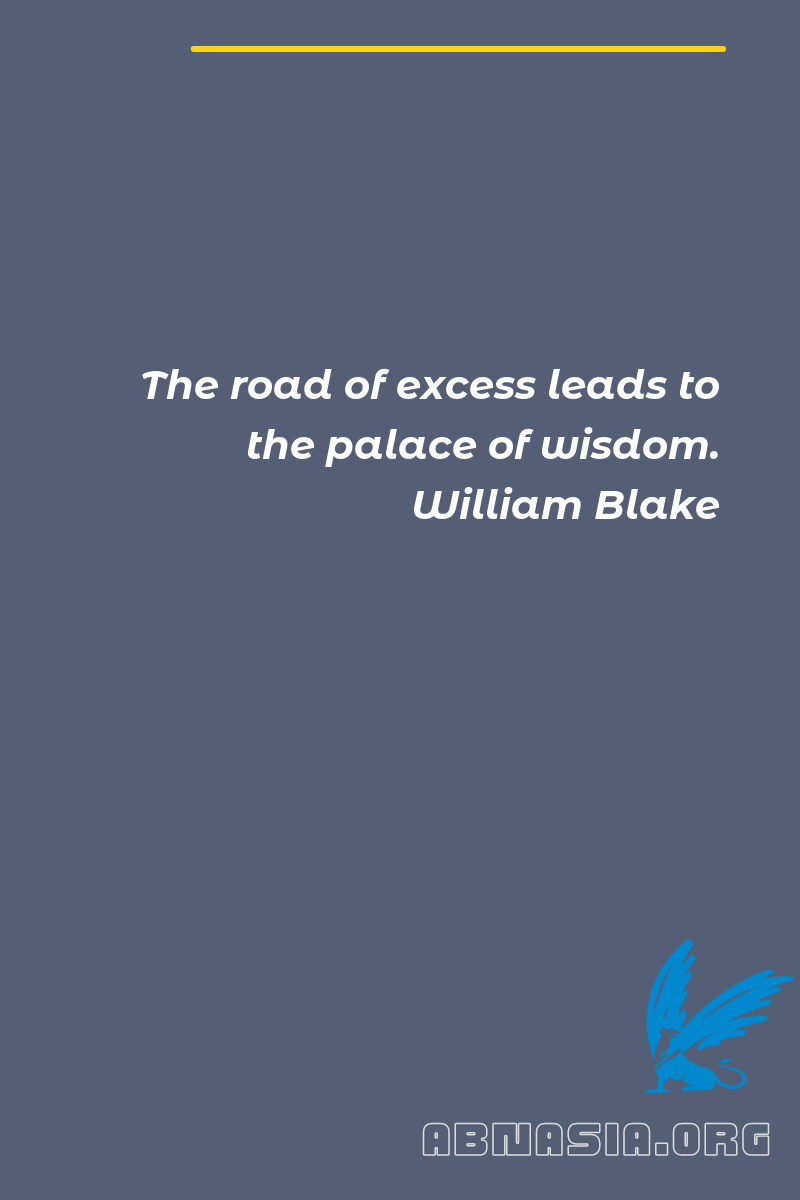 The road of excess leads to
the palace of wisdom.
William Blake
ABNASIA.ORG